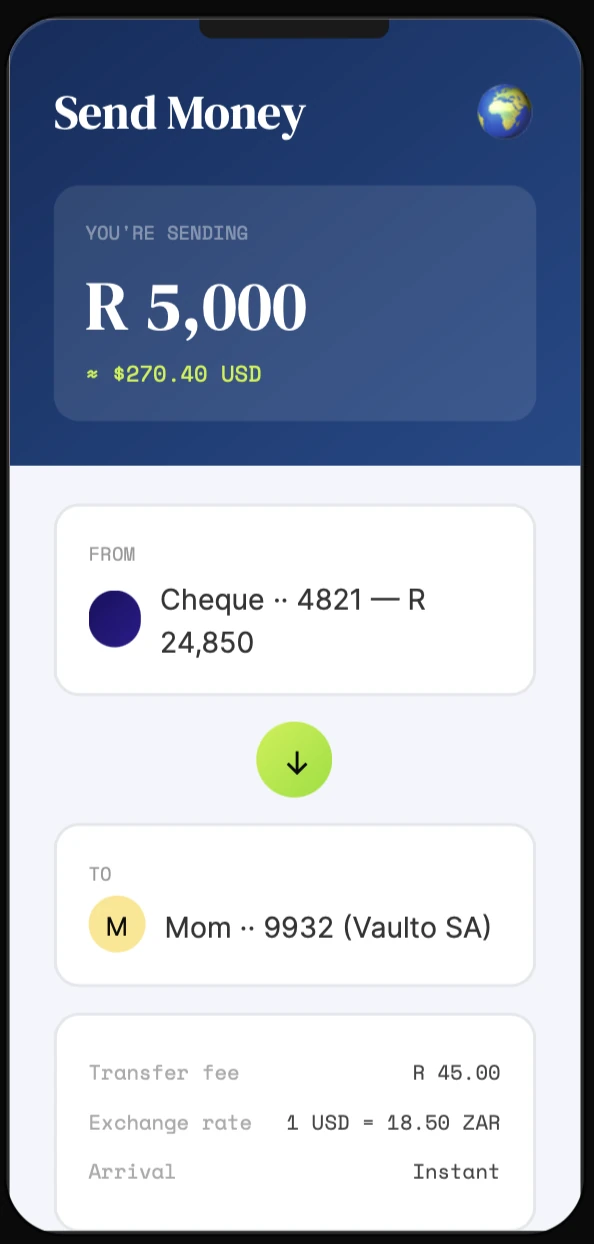 Send Money
YOU'RE SENDING
R 5,000
≈ $270.40 USD
FROM
Cheque ·· 4821 — R
24,850
↓
TO
M
Mom ·· 9932 (Vaulto SA)
Transfer fee R 45.00
Exchange rate 1 USD = 18.50 ZAR
Arrival Instant